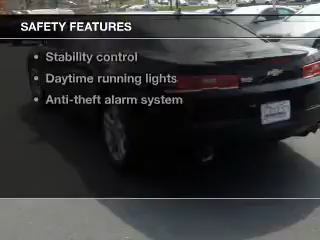 SAFETY FEATURES
• Stability control
• Daytime running lights
• Anti-theft alarm system